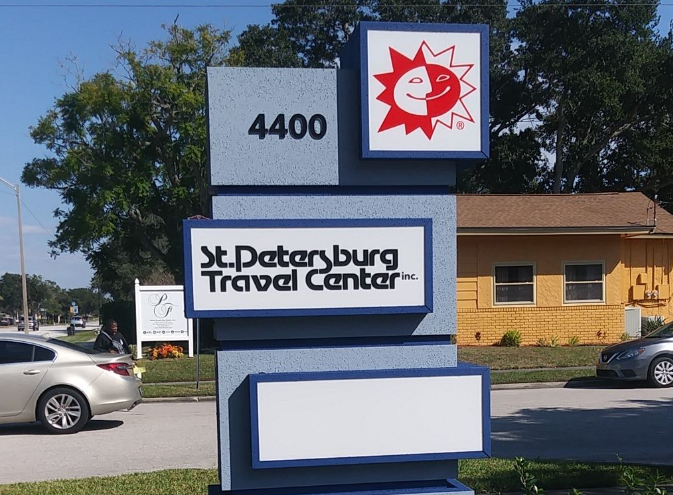 4400
®
St. Petersburg
Travel Center inc.
P
F